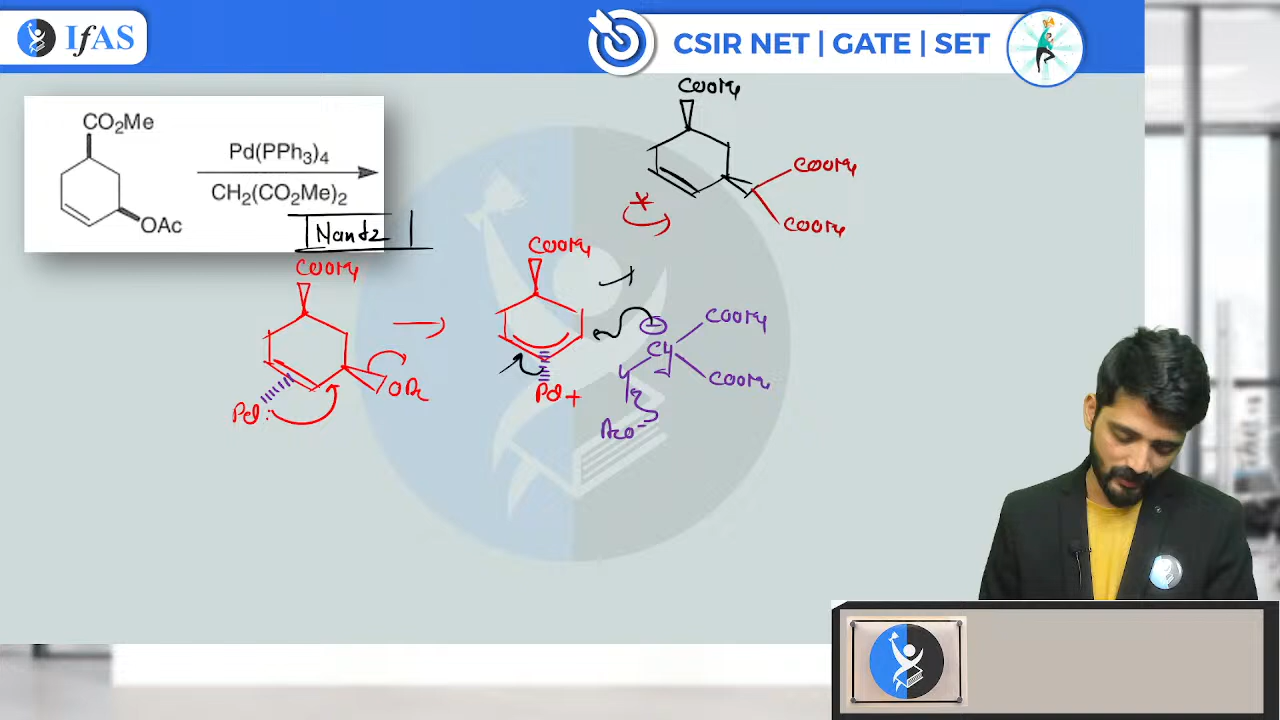 IfAS
CSIR NET | GATE | SET
CO₂Me
Pd(PPh₃)₄
CH₂(CO₂Me)₂
OAc
Nantz
COOMe
COOMe
COOMe
COOMe
COOMe
OAc
Pd:
Pd+
COOMe
COOMe
AcO-